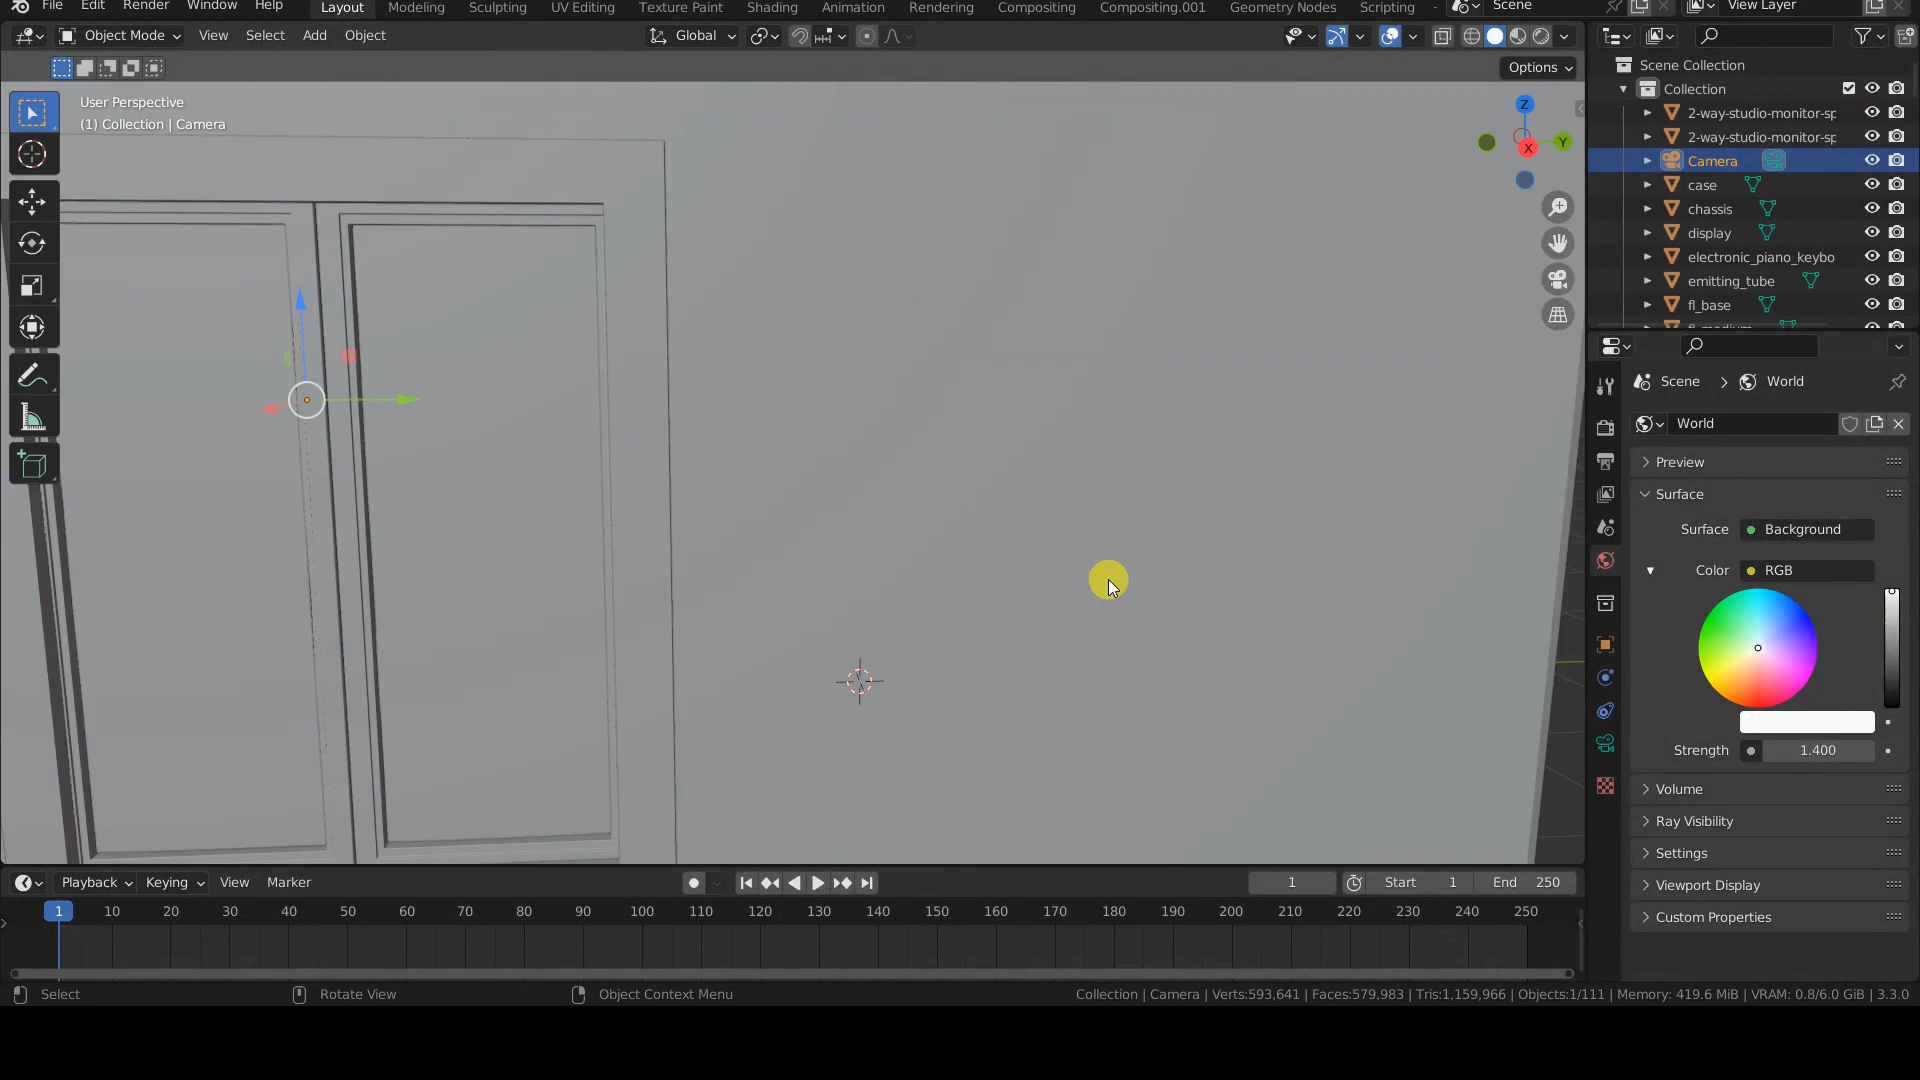 File Edit Render Window Help Layout Modeling Sculpting UV Editing Texture Paint Shading Animation Rendering Compositing Compositing.001 Geometry Nodes Scripting Scene View Layer
Object Mode View Select Add Object Global
Options
User Perspective
(1) Collection | Camera
Z
Y
X
Scene Collection
Collection
2-way-studio-monitor-sp
2-way-studio-monitor-sp
Camera
case
chassis
display
electronic_piano_keybo
emitting_tube
fl_base
Scene World
World
Preview
Surface
Surface Background
Color RGB
Strength 1.400
Volume
Ray Visibility
Settings
Viewport Display
Custom Properties
Playback Keying View Marker 1 Start 1 End 250
1 10 20 30 40 50 60 70 80 90 100 110 120 130 140 150 160 170 180 190 200 210 220 230 240 250
Select Rotate View Object Context Menu Collection | Camera | Verts:593,641 | Faces:579,983 | Tris:1,159,966 | Objects:1/111 | Memory: 419.6 MiB | VRAM: 0.8/6.0 GiB | 3.3.0